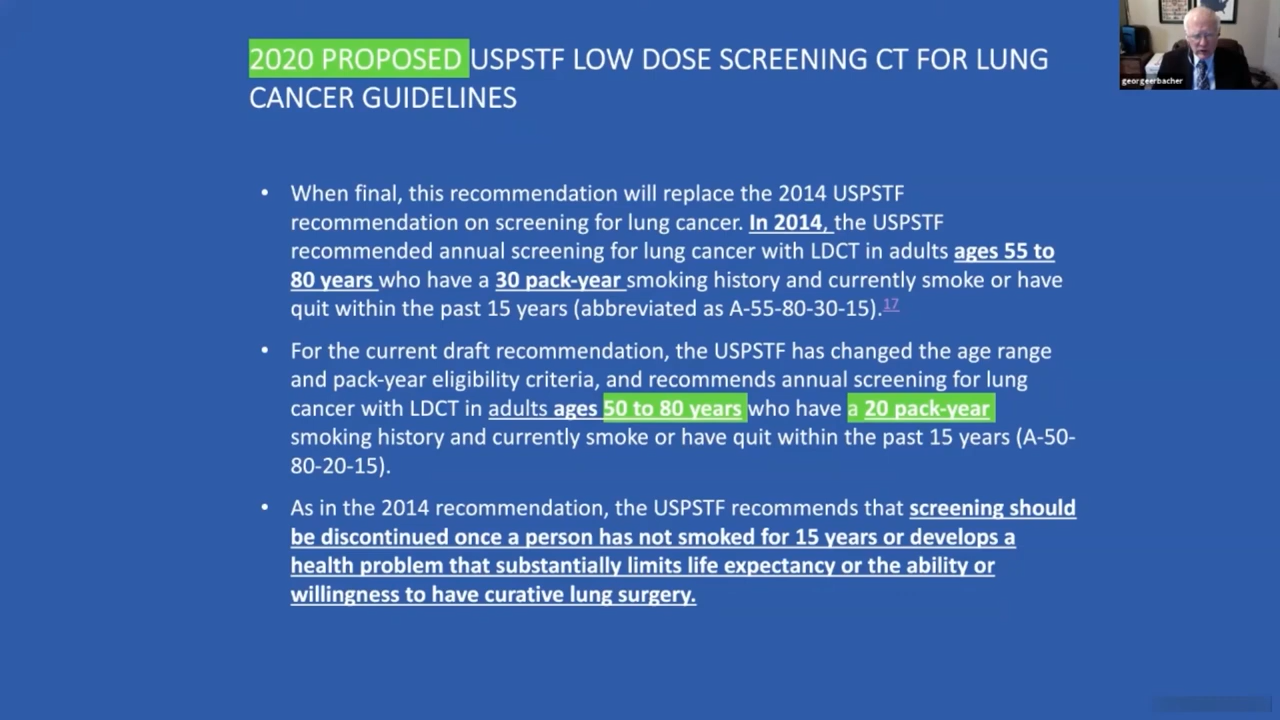 2020 PROPOSED USPSTF LOW DOSE SCREENING CT FOR LUNG
CANCER GUIDELINES
georgeerbacher
• When final, this recommendation will replace the 2014 USPSTF
recommendation on screening for lung cancer. In 2014, the USPSTF
recommended annual screening for lung cancer with LDCT in adults ages 55 to
80 years who have a 30 pack-year smoking history and currently smoke or have
quit within the past 15 years (abbreviated as A-55-80-30-15).17
• For the current draft recommendation, the USPSTF has changed the age range
and pack-year eligibility criteria, and recommends annual screening for lung
cancer with LDCT in adults ages 50 to 80 years who have a 20 pack-year
smoking history and currently smoke or have quit within the past 15 years (A-50-
80-20-15).
• As in the 2014 recommendation, the USPSTF recommends that screening should
be discontinued once a person has not smoked for 15 years or develops a
health problem that substantially limits life expectancy or the ability or
willingness to have curative lung surgery.